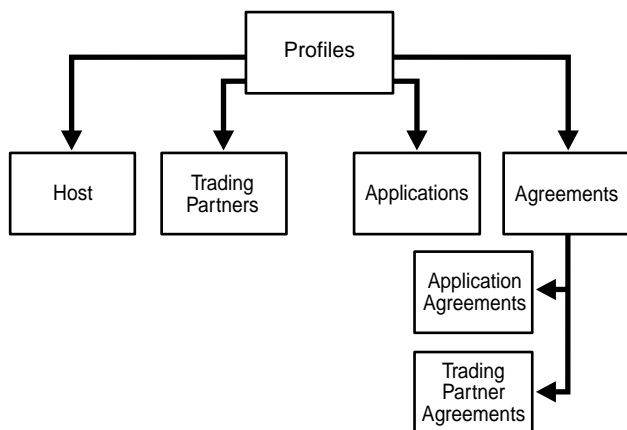 Profiles
Host
Trading
Partners
Applications
Agreements
Application
Agreements
Trading
Partner
Agreements